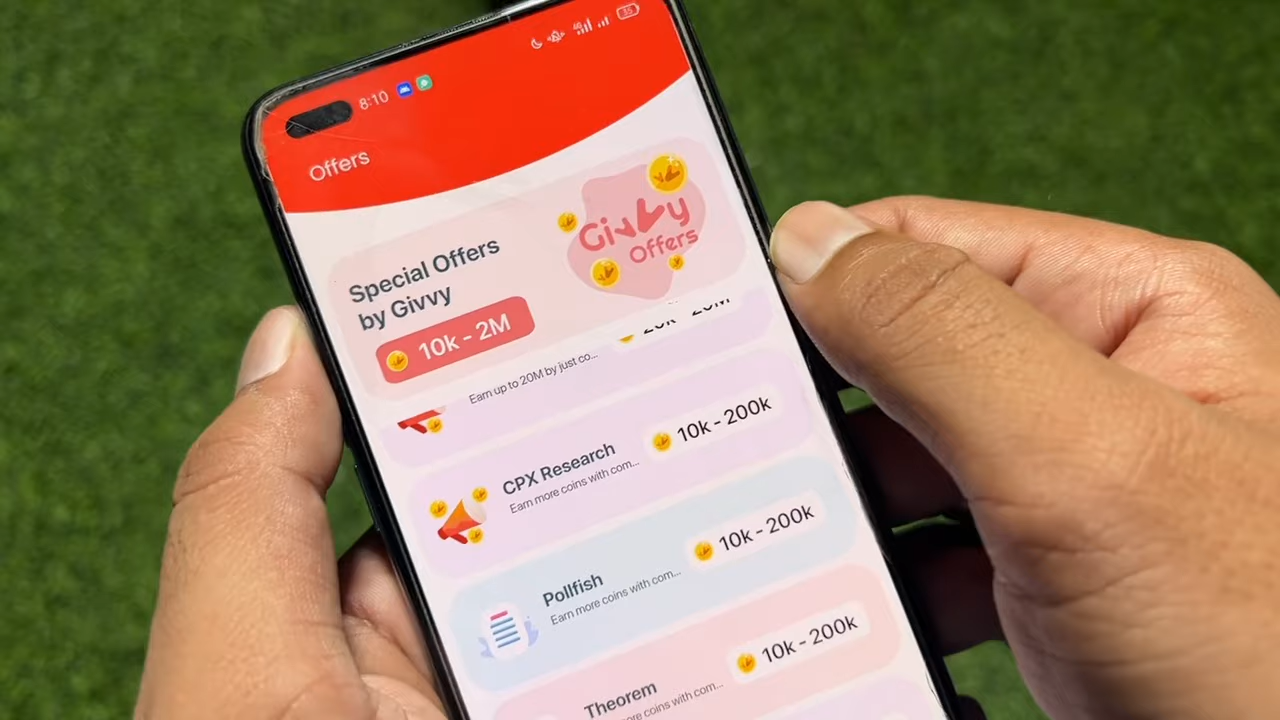 8:10
4G
35
Offers
Special Offers
by Givvy
10k - 2M
Givvy
Offers
Earn up to 20M by just co...
CPX Research
Earn more coins with com...
10k - 200k
Pollfish
Earn more coins with com...
10k - 200k
Theorem
more coins with com...
10k - 200k